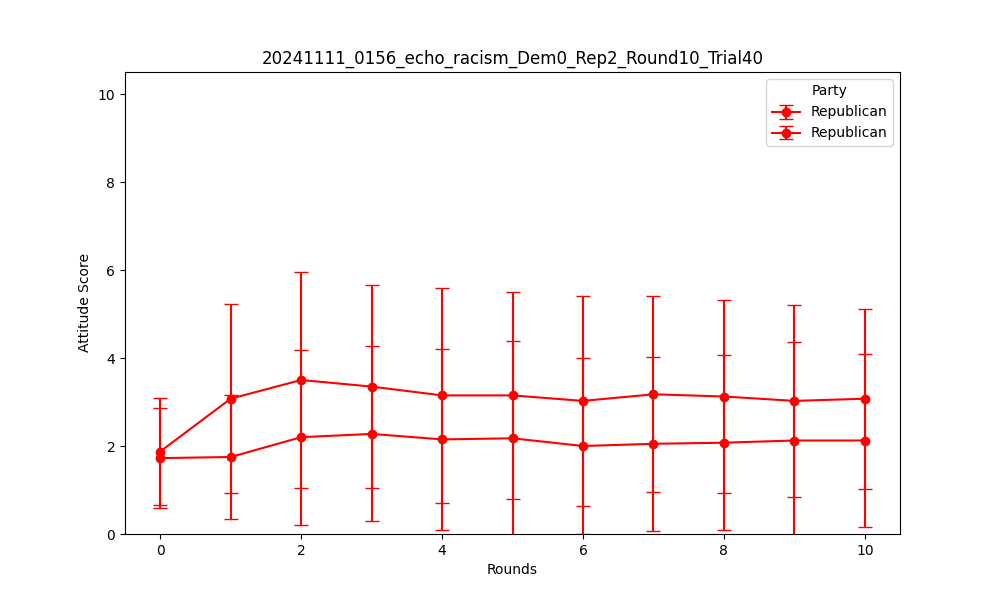 20241111_0156_echo_racism_Dem0_Rep2_Round10_Trial40
Party
Republican
Republican
Attitude Score
10
8
6
4
2
0
0 2 4 6 8 10
Rounds